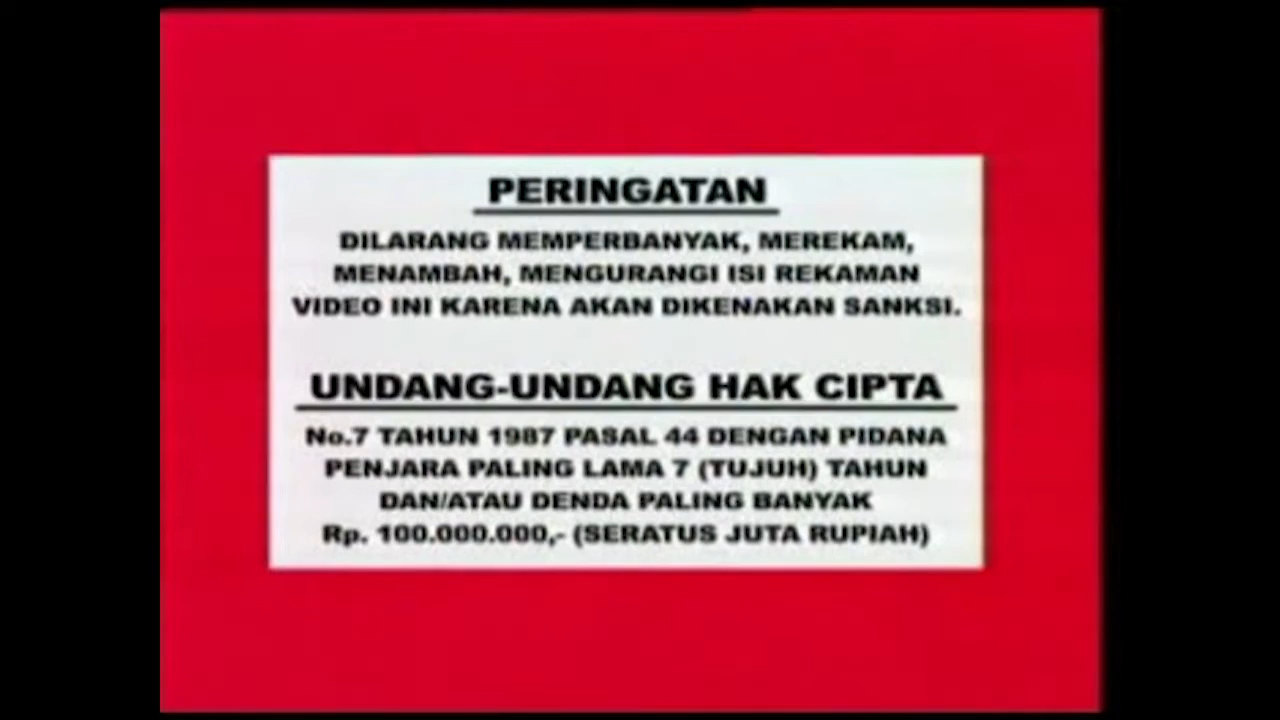 PERINGATAN
DILARANG MEMPERBANYAK, MEREKAM,
MENAMBAH, MENGURANGI ISI REKAMAN
VIDEO INI KARENA AKAN DIKENAKAN SANKSI.
UNDANG-UNDANG HAK CIPTA
No.7 TAHUN 1987 PASAL 44 DENGAN PIDANA
PENJARA PALING LAMA 7 (TUJUH) TAHUN
DAN/ATAU DENDA PALING BANYAK
Rp. 100.000.000,- (SERATUS JUTA RUPIAH)